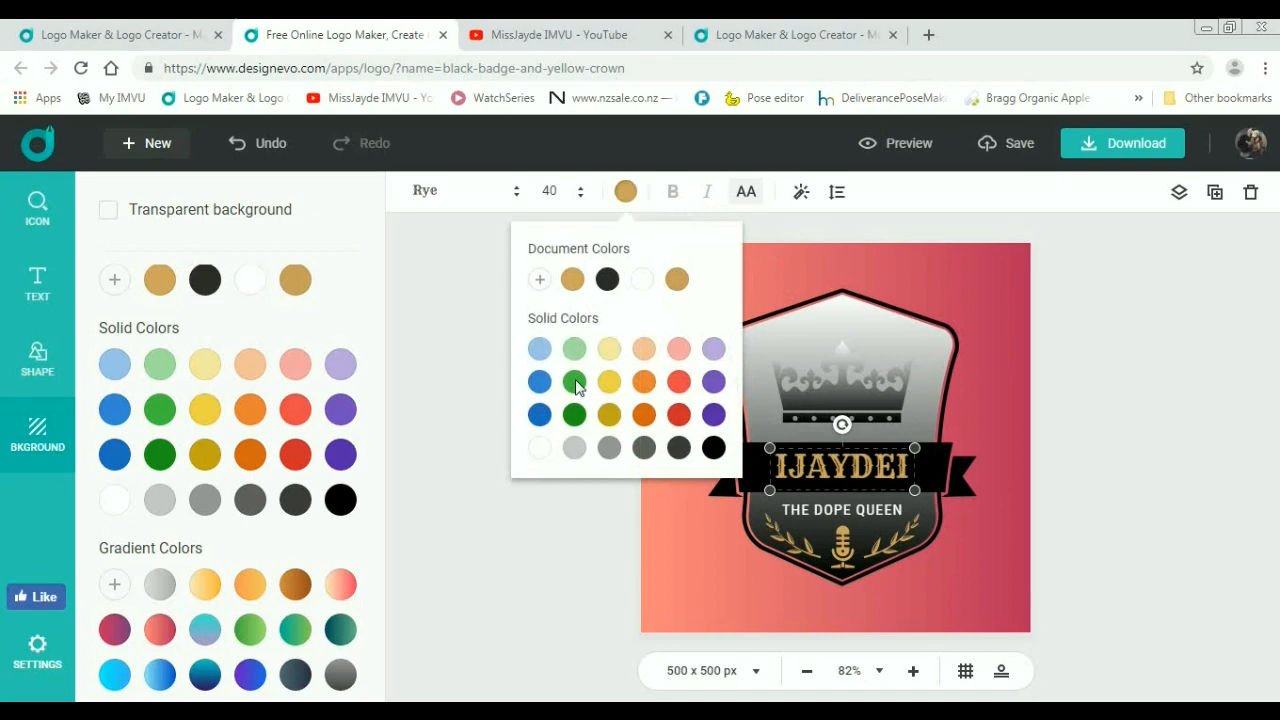 Logo Maker & Logo Creator - M
Free Online Logo Maker, Create
MissJayde IMVU - YouTube
Logo Maker & Logo Creator - M
https://www.designevo.com/apps/logo/?name=black-badge-and-yellow-crown
Apps
My IMVU
Logo Maker & Logo
MissJayde IMVU - Yo
WatchSeries
www.nzsale.co.nz —
Pose editor
DeliverancePoseMak
Bragg Organic Apple
»
Other bookmarks
+ New
Undo
Redo
Preview
Save
Download
ICON
TEXT
SHAPE
BKGROUND
Like
SETTINGS
Transparent background
Solid Colors
Gradient Colors
Rye
40
B
I
AA
Document Colors
Solid Colors
IJAYDEI
THE DOPE QUEEN
500 x 500 px
82%